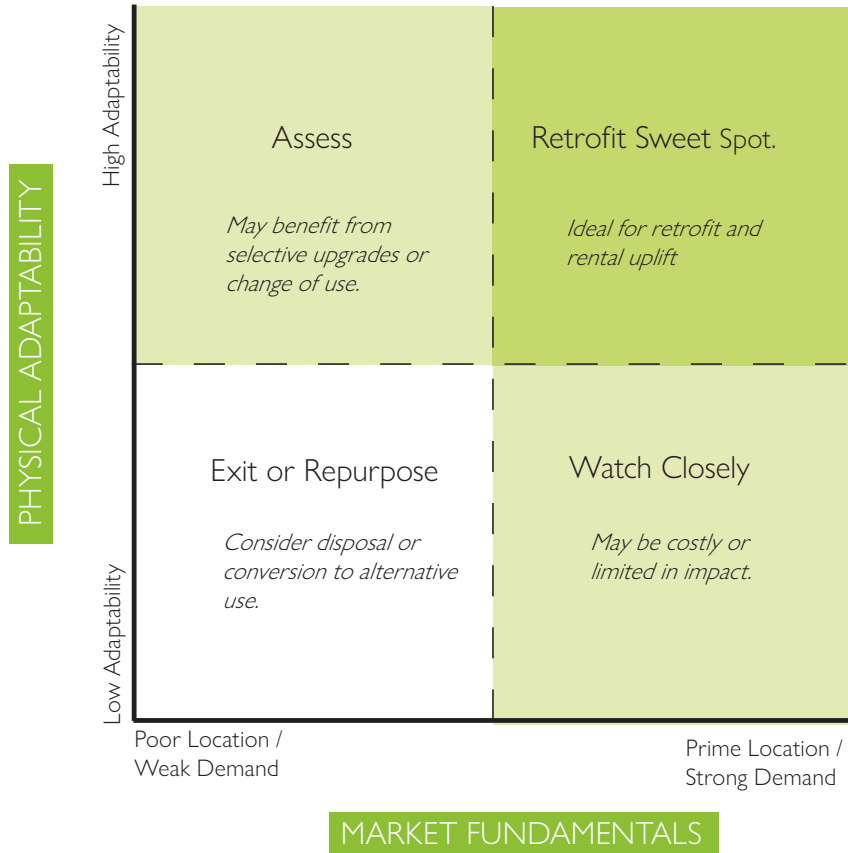 PHYSICAL ADAPTABILITY
High Adaptability
Low Adaptability
Assess
May benefit from
selective upgrades or
change of use.
Retrofit Sweet Spot.
Ideal for retrofit and
rental uplift
Exit or Repurpose
Consider disposal or
conversion to alternative
use.
Watch Closely
May be costly or
limited in impact.
Poor Location /
Weak Demand
Prime Location /
Strong Demand
MARKET FUNDAMENTALS